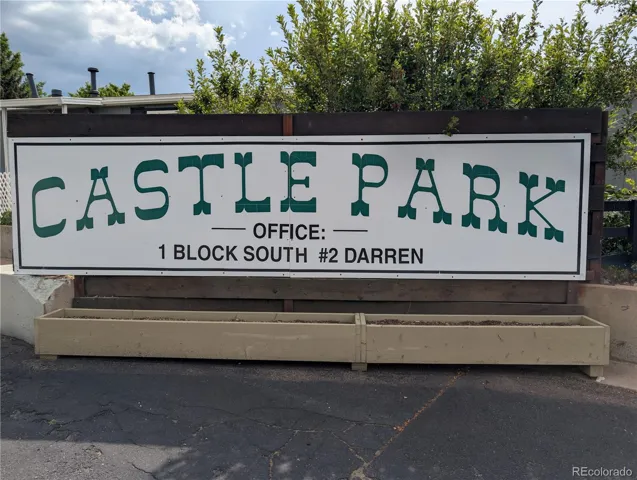 CASTLE PARK
— OFFICE: —
1 BLOCK SOUTH #2 DARREN
REcolorado